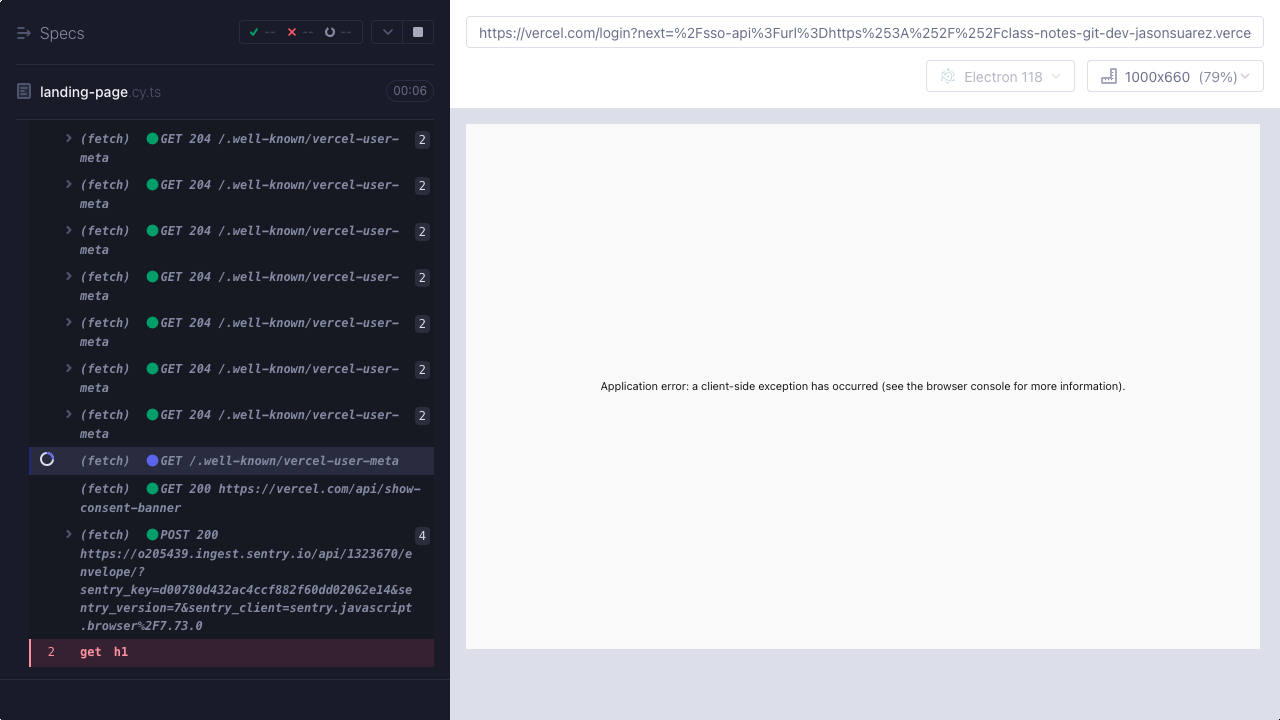 Specs
-- -- --
landing-page.cy.ts
00:06
(fetch) GET 204 /.well-known/vercel-user-
meta
2
(fetch) GET 204 /.well-known/vercel-user-
meta
2
(fetch) GET 204 /.well-known/vercel-user-
meta
2
(fetch) GET 204 /.well-known/vercel-user-
meta
2
(fetch) GET 204 /.well-known/vercel-user-
meta
2
(fetch) GET 204 /.well-known/vercel-user-
meta
2
(fetch) GET 204 /.well-known/vercel-user-
meta
2
(fetch) GET /.well-known/vercel-user-meta
(fetch) GET 200 https://vercel.com/api/show-
consent-banner
(fetch) POST 200
4
https://o205439.ingest.sentry.io/api/1323670/e
nvelope/?
sentry_key=d00780d432ac4ccf882f60dd02062e14&se
ntry_version=7&sentry_client=sentry.javascript
.browser%2F7.73.0
2 get h1
https://vercel.com/login?next=%2Fsso-api%3Furl%3Dhttps%253A%252F%252Fclass-notes-git-dev-jasonsuarez.verce
Electron 118
1000x660 (79%)
Application error: a client-side exception has occurred (see the browser console for more information).